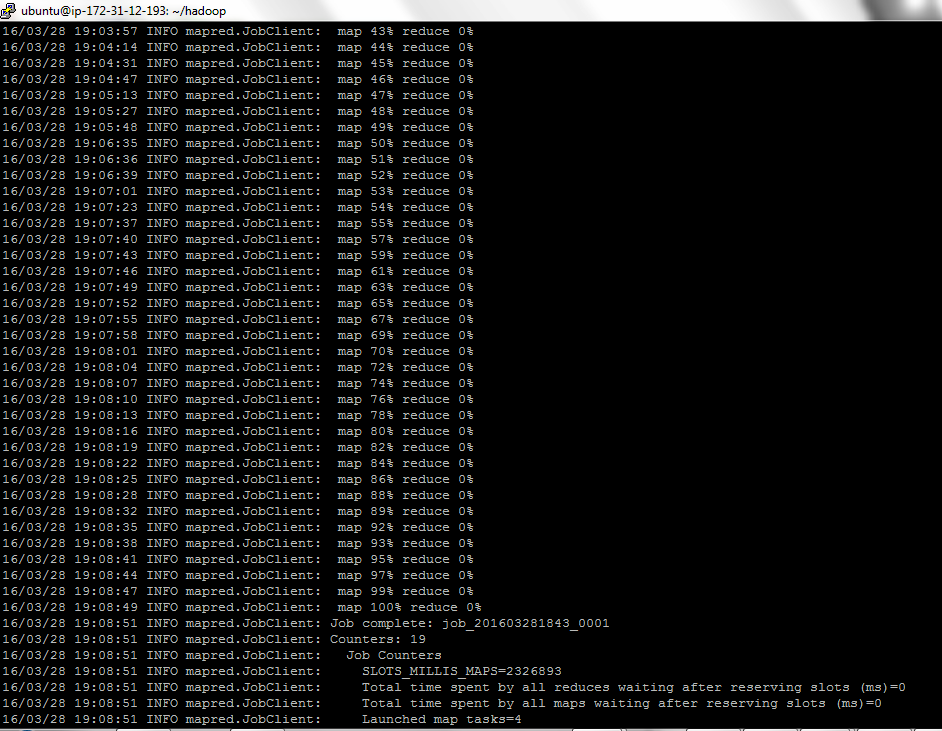 ubuntu@ip-172-31-12-193: ~/hadoop
16/03/28 19:03:57 INFO mapred.JobClient:  map 43% reduce 0%
16/03/28 19:04:14 INFO mapred.JobClient:  map 44% reduce 0%
16/03/28 19:04:31 INFO mapred.JobClient:  map 45% reduce 0%
16/03/28 19:04:47 INFO mapred.JobClient:  map 46% reduce 0%
16/03/28 19:05:13 INFO mapred.JobClient:  map 47% reduce 0%
16/03/28 19:05:27 INFO mapred.JobClient:  map 48% reduce 0%
16/03/28 19:05:48 INFO mapred.JobClient:  map 49% reduce 0%
16/03/28 19:06:35 INFO mapred.JobClient:  map 50% reduce 0%
16/03/28 19:06:36 INFO mapred.JobClient:  map 51% reduce 0%
16/03/28 19:06:39 INFO mapred.JobClient:  map 52% reduce 0%
16/03/28 19:07:01 INFO mapred.JobClient:  map 53% reduce 0%
16/03/28 19:07:23 INFO mapred.JobClient:  map 54% reduce 0%
16/03/28 19:07:37 INFO mapred.JobClient:  map 55% reduce 0%
16/03/28 19:07:40 INFO mapred.JobClient:  map 57% reduce 0%
16/03/28 19:07:43 INFO mapred.JobClient:  map 59% reduce 0%
16/03/28 19:07:46 INFO mapred.JobClient:  map 61% reduce 0%
16/03/28 19:07:49 INFO mapred.JobClient:  map 63% reduce 0%
16/03/28 19:07:52 INFO mapred.JobClient:  map 65% reduce 0%
16/03/28 19:07:55 INFO mapred.JobClient:  map 67% reduce 0%
16/03/28 19:07:58 INFO mapred.JobClient:  map 69% reduce 0%
16/03/28 19:08:01 INFO mapred.JobClient:  map 70% reduce 0%
16/03/28 19:08:04 INFO mapred.JobClient:  map 72% reduce 0%
16/03/28 19:08:07 INFO mapred.JobClient:  map 74% reduce 0%
16/03/28 19:08:10 INFO mapred.JobClient:  map 76% reduce 0%
16/03/28 19:08:13 INFO mapred.JobClient:  map 78% reduce 0%
16/03/28 19:08:16 INFO mapred.JobClient:  map 80% reduce 0%
16/03/28 19:08:19 INFO mapred.JobClient:  map 82% reduce 0%
16/03/28 19:08:22 INFO mapred.JobClient:  map 84% reduce 0%
16/03/28 19:08:25 INFO mapred.JobClient:  map 86% reduce 0%
16/03/28 19:08:28 INFO mapred.JobClient:  map 88% reduce 0%
16/03/28 19:08:32 INFO mapred.JobClient:  map 89% reduce 0%
16/03/28 19:08:35 INFO mapred.JobClient:  map 92% reduce 0%
16/03/28 19:08:38 INFO mapred.JobClient:  map 93% reduce 0%
16/03/28 19:08:41 INFO mapred.JobClient:  map 95% reduce 0%
16/03/28 19:08:44 INFO mapred.JobClient:  map 97% reduce 0%
16/03/28 19:08:47 INFO mapred.JobClient:  map 99% reduce 0%
16/03/28 19:08:49 INFO mapred.JobClient:  map 100% reduce 0%
16/03/28 19:08:51 INFO mapred.JobClient: Job complete: job_201603281843_0001
16/03/28 19:08:51 INFO mapred.JobClient: Counters: 19
16/03/28 19:08:51 INFO mapred.JobClient:   Job Counters
16/03/28 19:08:51 INFO mapred.JobClient:     SLOTS_MILLIS_MAPS=2326893
16/03/28 19:08:51 INFO mapred.JobClient:     Total time spent by all reduces waiting after reserving slots (ms)=0
16/03/28 19:08:51 INFO mapred.JobClient:     Total time spent by all maps waiting after reserving slots (ms)=0
16/03/28 19:08:51 INFO mapred.JobClient:     Launched map tasks=4